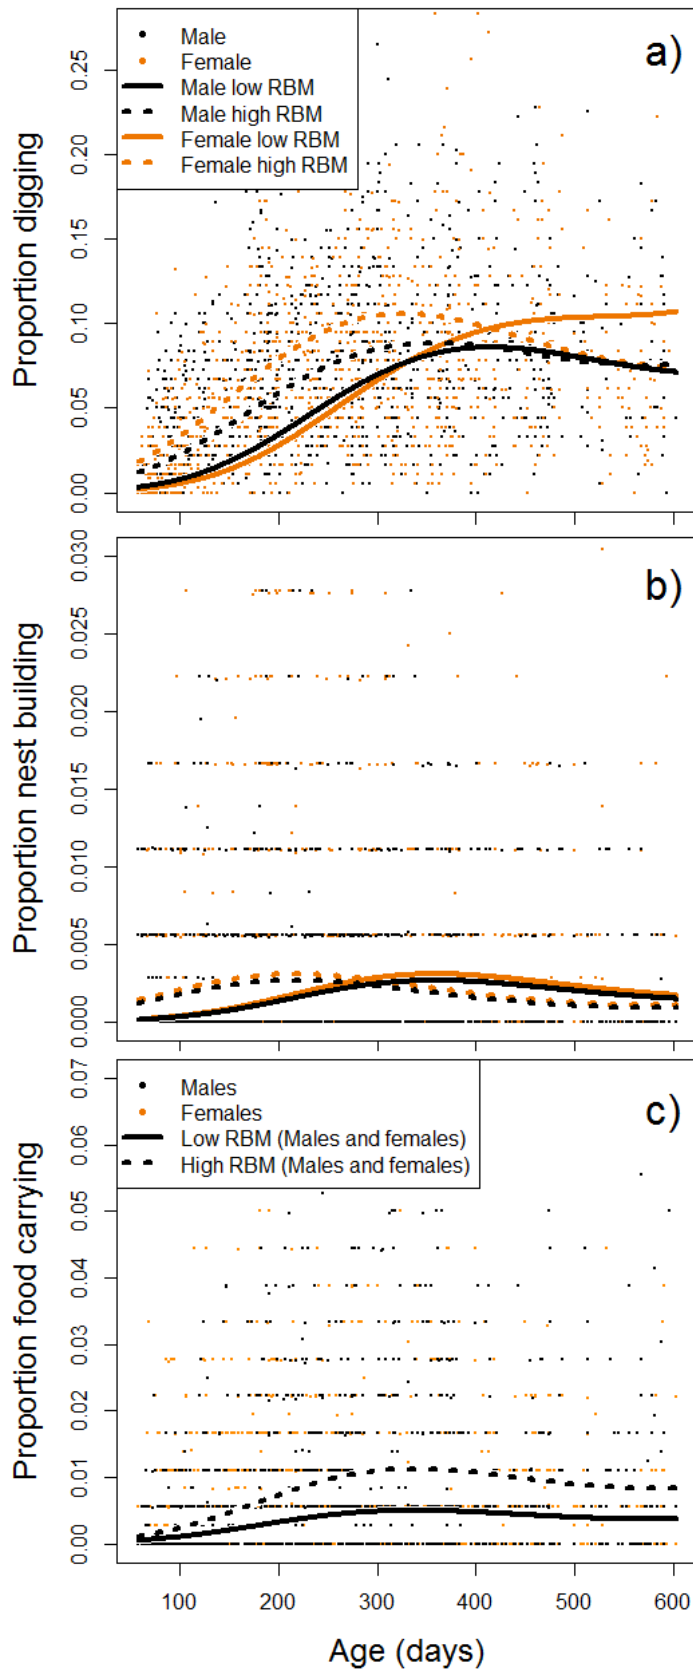 a)
Male
Female
Male low RBM
Male high RBM
Female low RBM
Female high RBM
Proportion digging
0.00
0.05
0.10
0.15
0.20
0.25
b)
Proportion nest building
0.000
0.005
0.010
0.015
0.020
0.025
0.030
c)
Males
Females
Low RBM (Males and females)
High RBM (Males and females)
Proportion food carrying
0.00
0.01
0.02
0.03
0.04
0.05
0.06
0.07
100 200 300 400 500 600
Age (days)